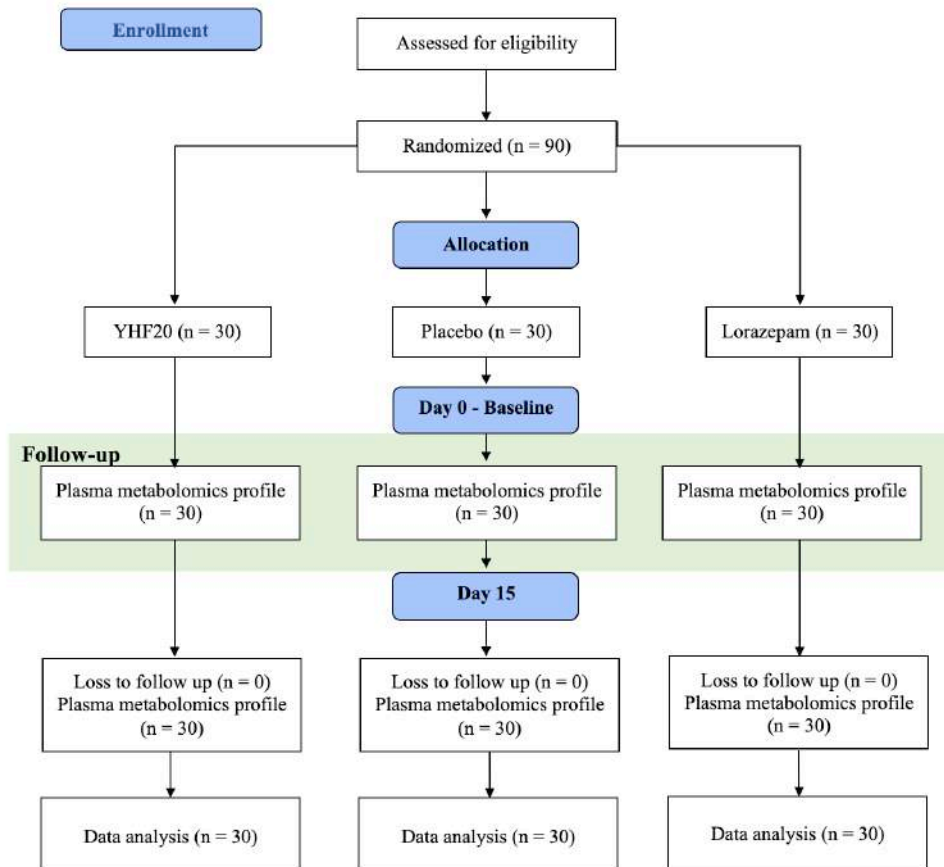 Enrollment
Assessed for eligibility
Randomized (n = 90)
Allocation
YHF20 (n = 30)
Placebo (n = 30)
Lorazepam (n = 30)
Day 0 - Baseline
Follow-up
Plasma metabolomics profile
(n = 30)
Plasma metabolomics profile
(n = 30)
Plasma metabolomics profile
(n = 30)
Day 15
Loss to follow up (n = 0)
Plasma metabolomics profile
(n = 30)
Loss to follow up (n = 0)
Plasma metabolomics profile
(n = 30)
Loss to follow up (n = 0)
Plasma metabolomics profile
(n = 30)
Data analysis (n = 30)
Data analysis (n = 30)
Data analysis (n = 30)